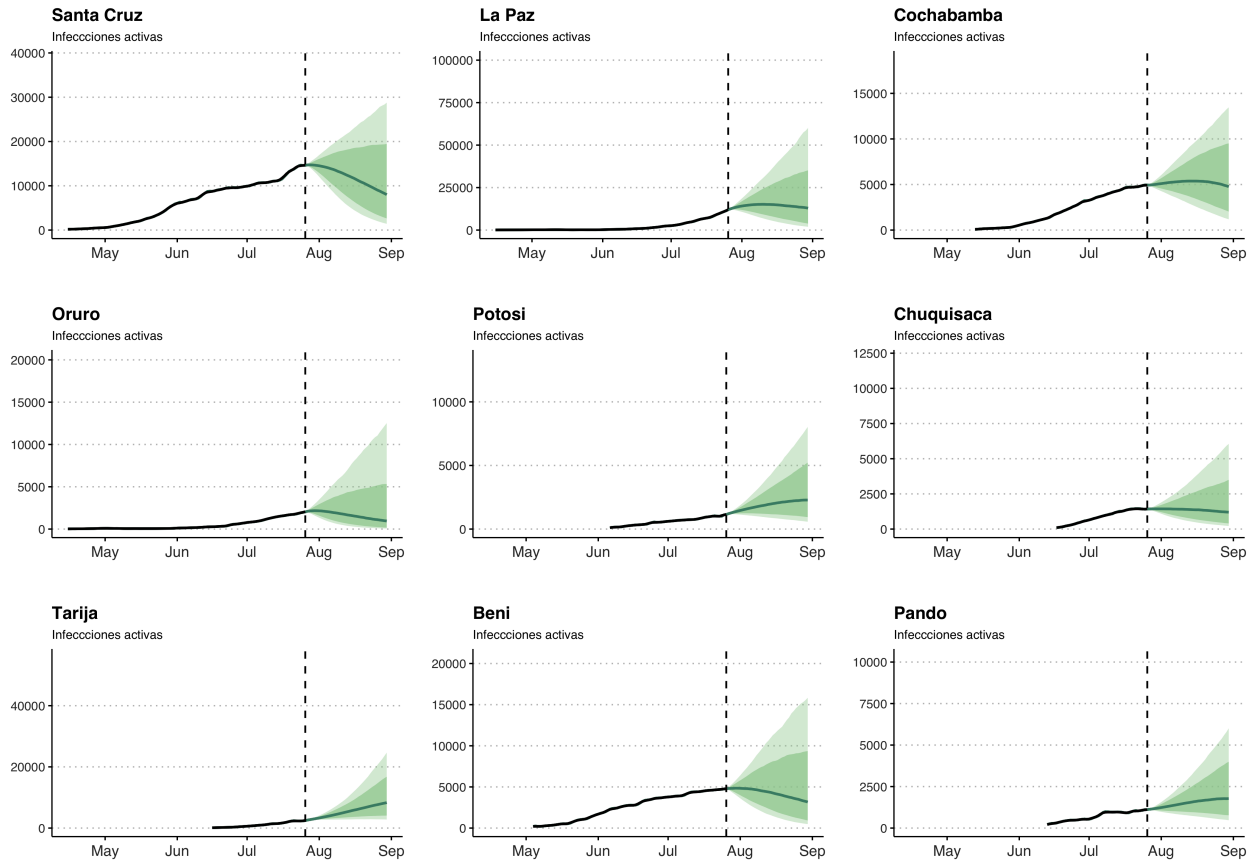 Santa Cruz
Infeccciones activas
40000
30000
20000
10000
0
May Jun Jul Aug Sep
La Paz
Infeccciones activas
100000
75000
50000
25000
0
May Jun Jul Aug Sep
Cochabamba
Infeccciones activas
15000
10000
5000
0
May Jun Jul Aug Sep
Oruro
Infeccciones activas
20000
15000
10000
5000
0
May Jun Jul Aug Sep
Potosi
Infeccciones activas
10000
5000
0
May Jun Jul Aug Sep
Chuquisaca
Infeccciones activas
12500
10000
7500
5000
2500
0
May Jun Jul Aug Sep
Tarija
Infeccciones activas
40000
20000
0
May Jun Jul Aug Sep
Beni
Infeccciones activas
20000
15000
10000
5000
0
May Jun Jul Aug Sep
Pando
Infeccciones activas
10000
7500
5000
2500
0
May Jun Jul Aug Sep